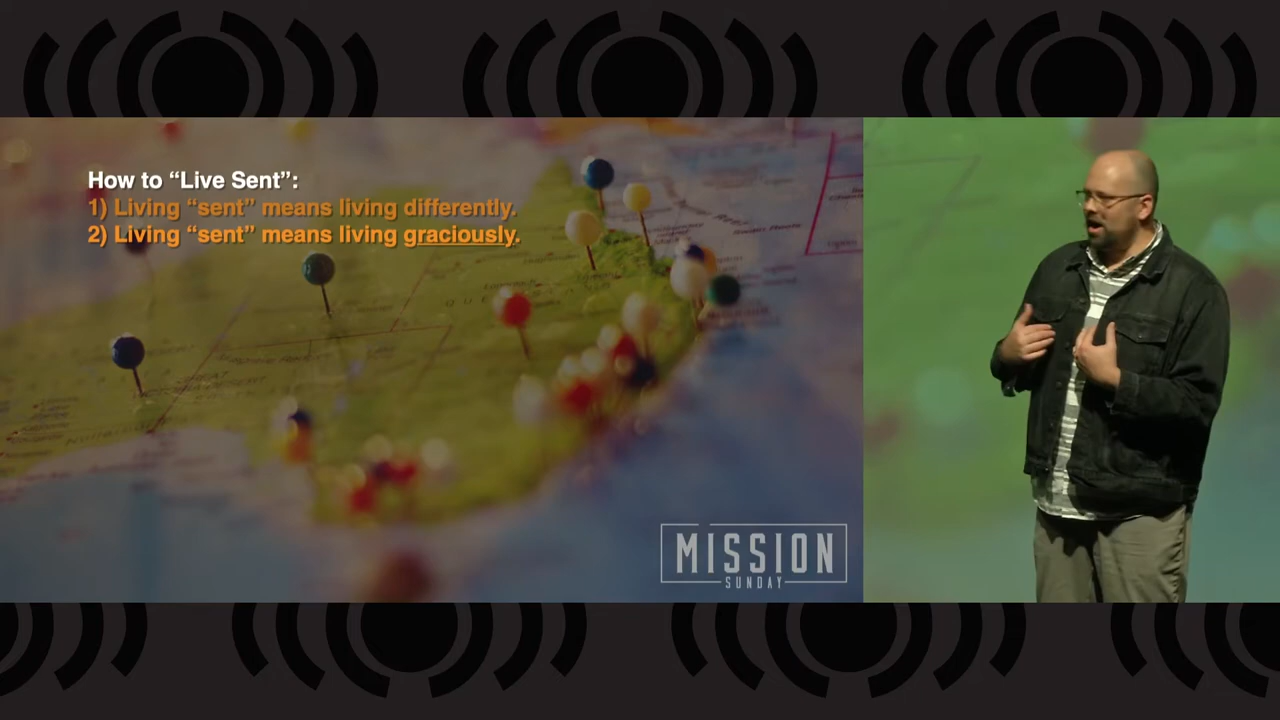 How to “Live Sent”:
1) Living “sent” means living differently.
2) Living “sent” means living graciously.
MISSION
SUNDAY